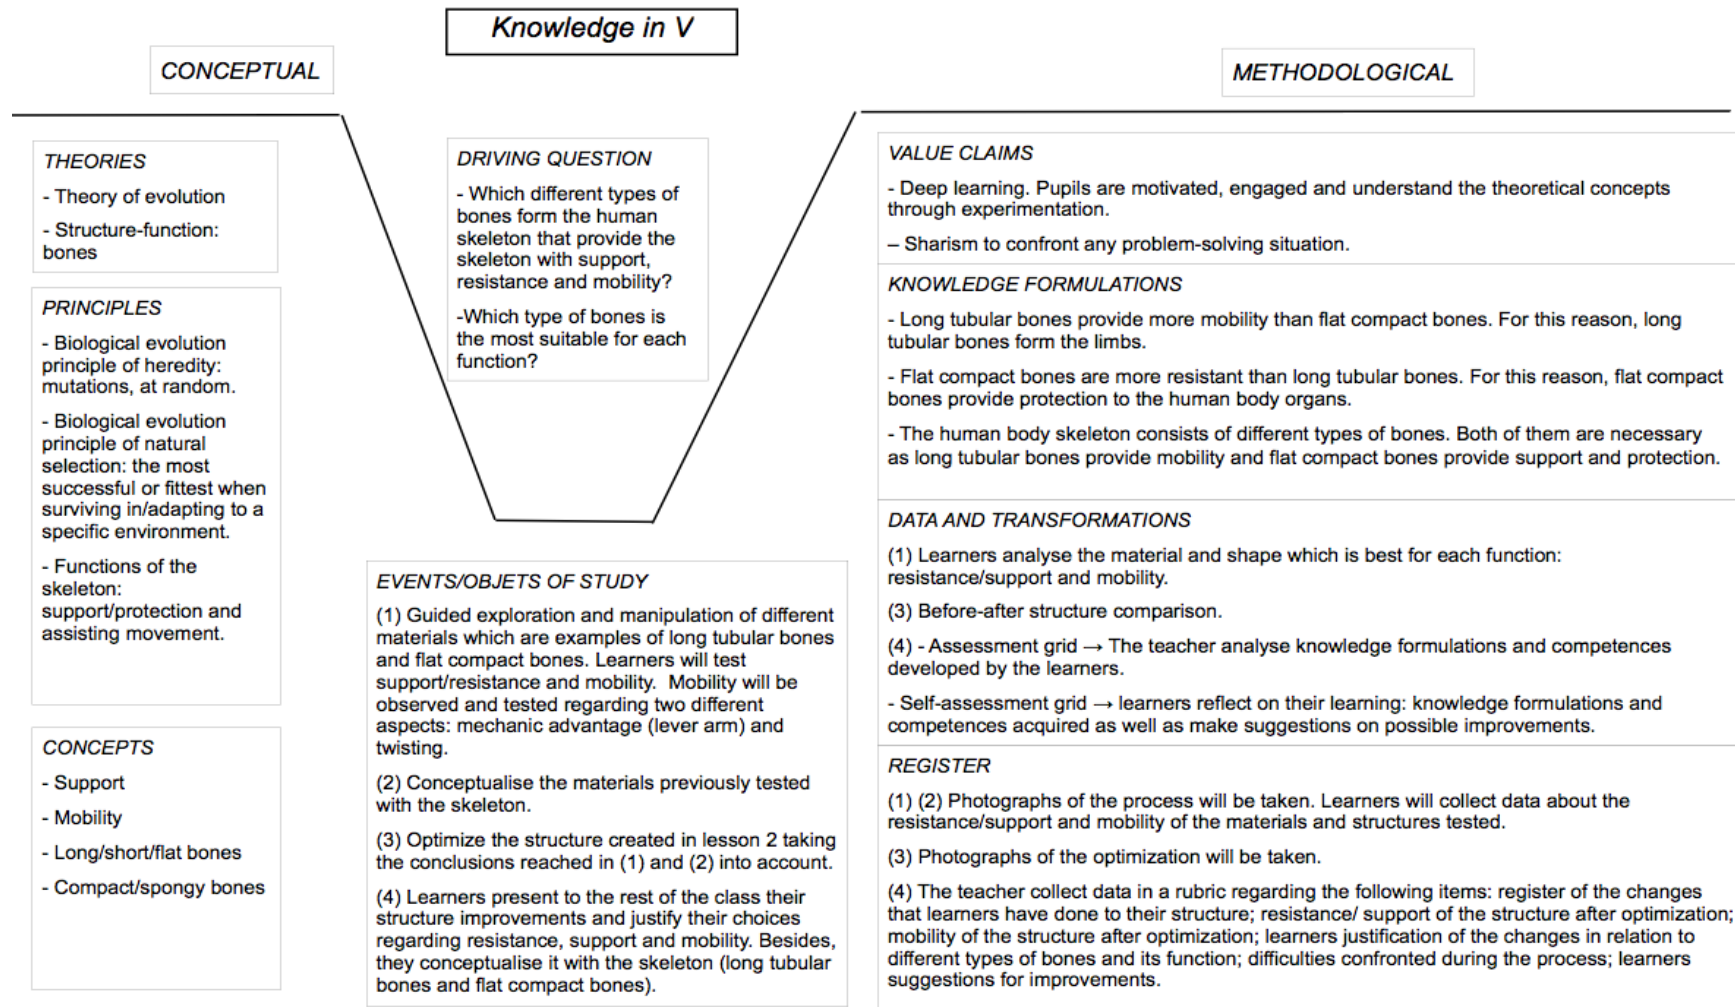 Knowledge in V
CONCEPTUAL
METHODOLOGICAL
THEORIES
- Theory of evolution
- Structure-function:
bones
PRINCIPLES
- Biological evolution
principle of heredity:
mutations, at random.
- Biological evolution
principle of natural
selection: the most
successful or fittest when
surviving in/adapting to a
specific environment.
- Functions of the
skeleton:
support/protection and
assisting movement.
CONCEPTS
- Support
- Mobility
- Long/short/flat bones
- Compact/spongy bones
DRIVING QUESTION
- Which different types of
bones form the human
skeleton that provide the
skeleton with support,
resistance and mobility?
-Which type of bones is
the most suitable for each
function?
EVENTS/OBJETS OF STUDY
(1) Guided exploration and manipulation of different
materials which are examples of long tubular bones
and flat compact bones. Learners will test
support/resistance and mobility. Mobility will be
observed and tested regarding two different
aspects: mechanic advantage (lever arm) and
twisting.
(2) Conceptualise the materials previously tested
with the skeleton.
(3) Optimize the structure created in lesson 2 taking
the conclusions reached in (1) and (2) into account.
(4) Learners present to the rest of the class their
structure improvements and justify their choices
regarding resistance, support and mobility. Besides,
they conceptualise it with the skeleton (long tubular
bones and flat compact bones).
VALUE CLAIMS
- Deep learning. Pupils are motivated, engaged and understand the theoretical concepts
through experimentation.
– Sharism to confront any problem-solving situation.
KNOWLEDGE FORMULATIONS
- Long tubular bones provide more mobility than flat compact bones. For this reason, long
tubular bones form the limbs.
- Flat compact bones are more resistant than long tubular bones. For this reason, flat compact
bones provide protection to the human body organs.
- The human body skeleton consists of different types of bones. Both of them are necessary
as long tubular bones provide mobility and flat compact bones provide support and protection.
DATA AND TRANSFORMATIONS
(1) Learners analyse the material and shape which is best for each function:
resistance/support and mobility.
(3) Before-after structure comparison.
(4) - Assessment grid → The teacher analyse knowledge formulations and competences
developed by the learners.
- Self-assessment grid → learners reflect on their learning: knowledge formulations and
competences acquired as well as make suggestions on possible improvements.
REGISTER
(1) (2) Photographs of the process will be taken. Learners will collect data about the
resistance/support and mobility of the materials and structures tested.
(3) Photographs of the optimization will be taken.
(4) The teacher collect data in a rubric regarding the following items: register of the changes
that learners have done to their structure; resistance/ support of the structure after optimization;
mobility of the structure after optimization; learners justification of the changes in relation to
different types of bones and its function; difficulties confronted during the process; learners
suggestions for improvements.